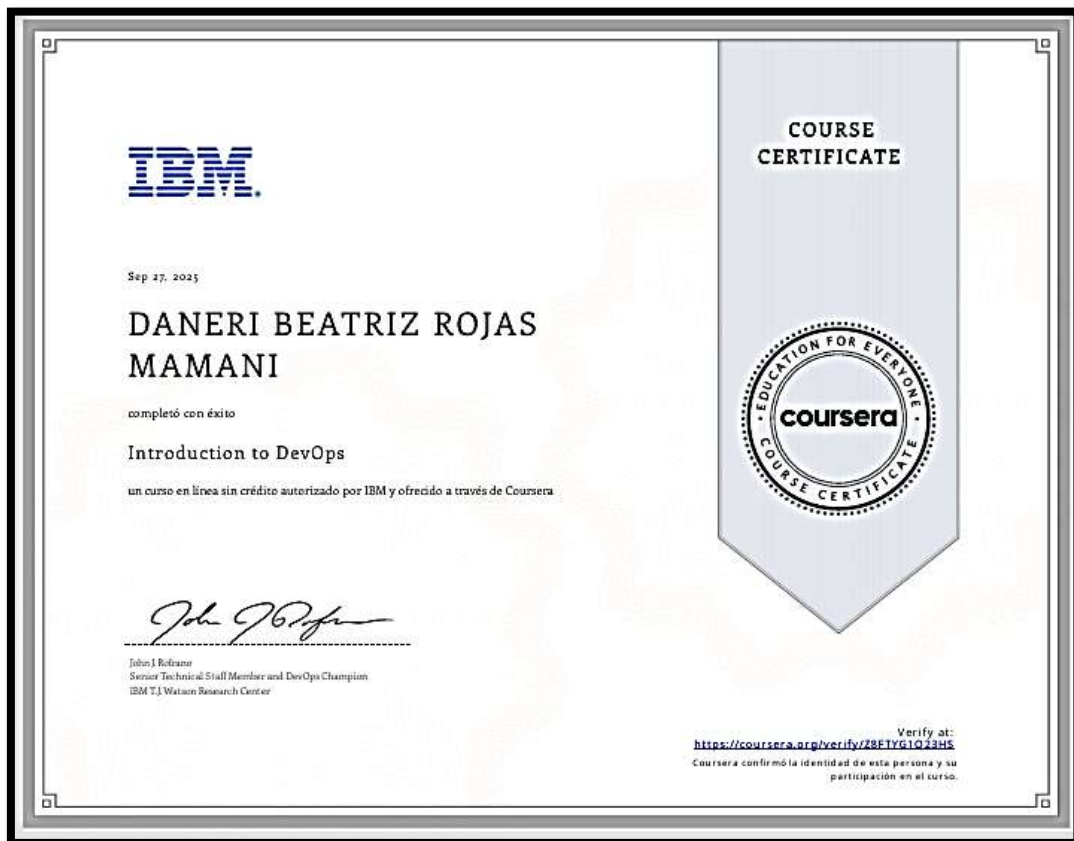 IBM.
Sep 27, 2025
DANERI BEATRIZ ROJAS
MAMANI
completó con éxito
Introduction to DevOps
un curso en línea sin crédito autorizado por IBM y ofrecido a través de Coursera
John J. Rofrano
Senior Technical Staff Member and DevOps Champion
IBM T.J. Watson Research Center
COURSE
CERTIFICATE
EDUCATION FOR EVERYONE
coursera
COURSE CERTIFICATE
Verify at:
https://coursera.org/verify/Z8FTYG1Q23HS
Coursera confirmó la identidad de esta persona y su
participación en el curso.